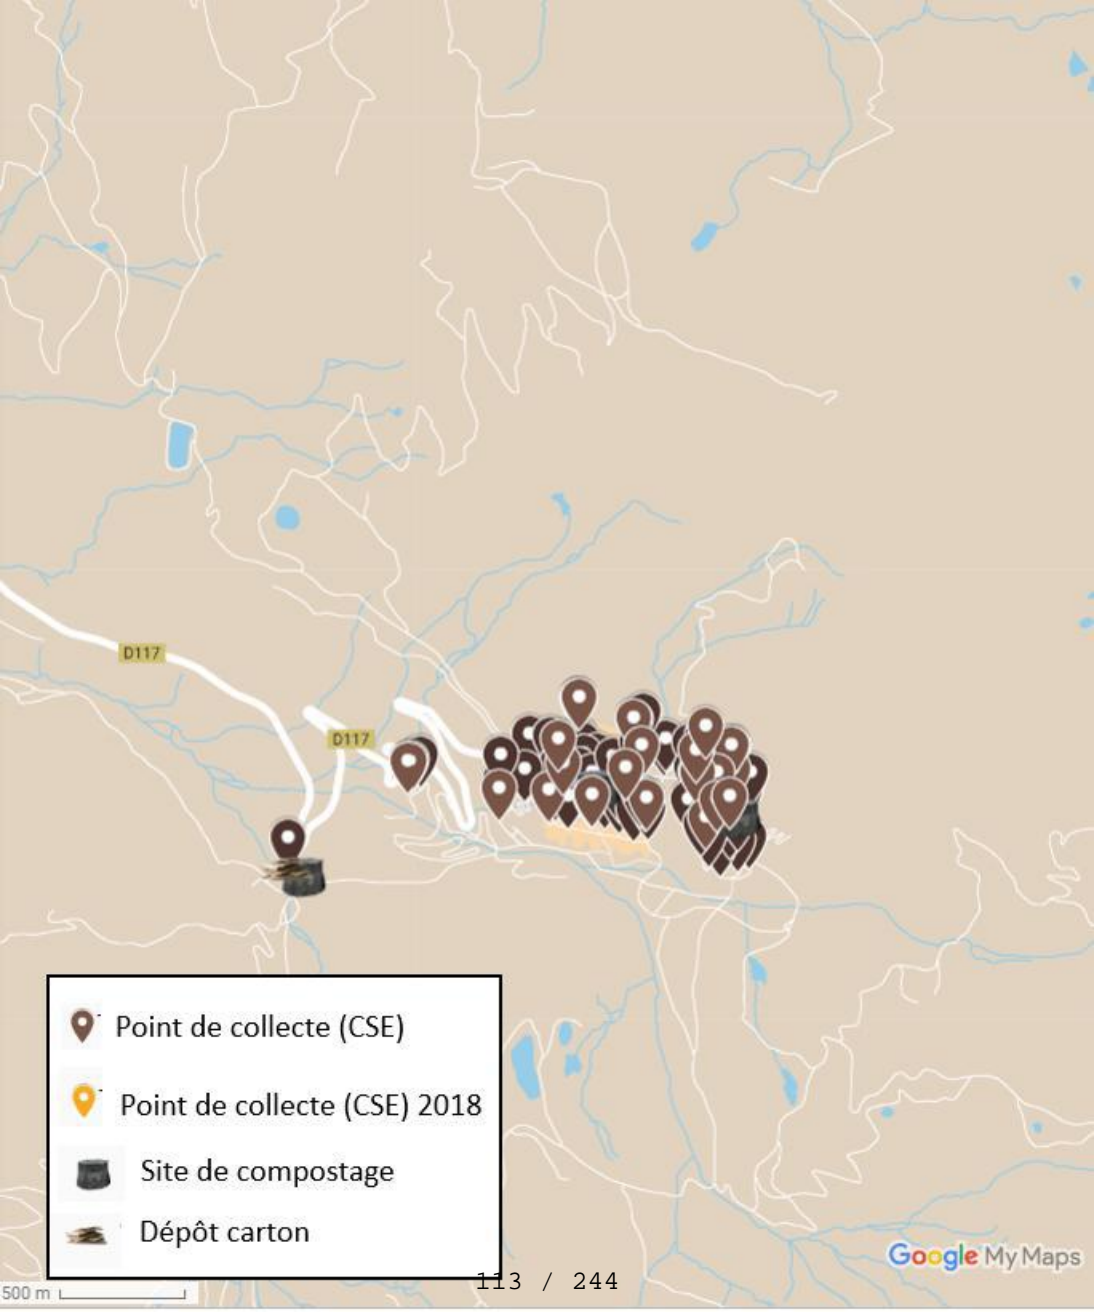 D117
D117
Point de collecte (CSE)
Point de collecte (CSE) 2018
Site de compostage
Dépôt carton
Google My Maps
500 m
113 / 244